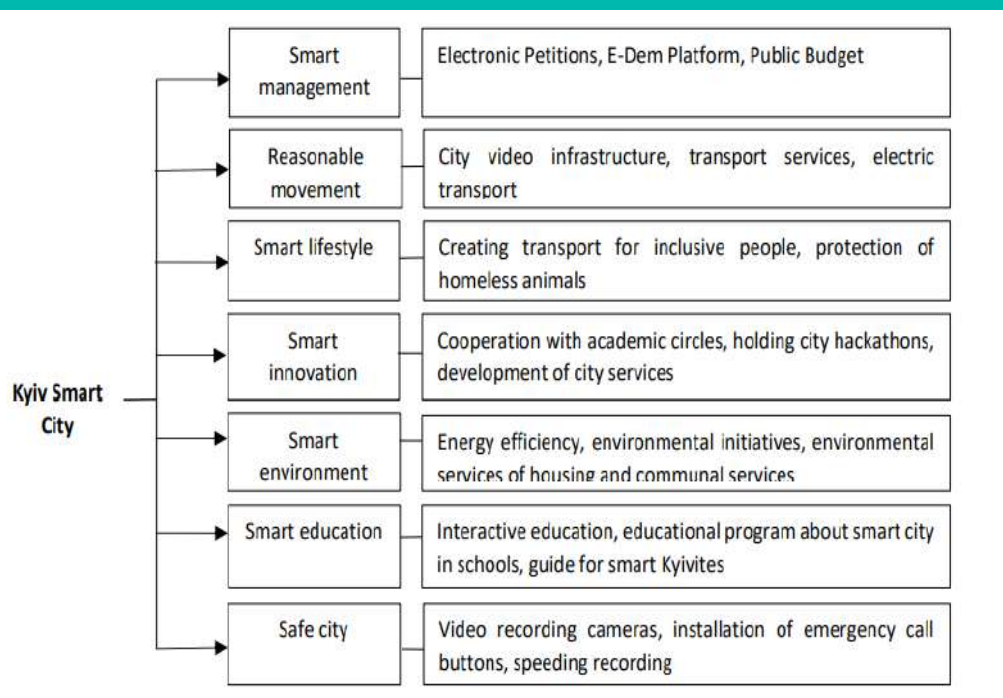 Kyiv Smart
City
Smart
management
Electronic Petitions, E-Dem Platform, Public Budget
Reasonable
movement
City video infrastructure, transport services, electric
transport
Smart lifestyle
Creating transport for inclusive people, protection of
homeless animals
Smart
innovation
Cooperation with academic circles, holding city hackathons,
development of city services
Smart
environment
Energy efficiency, environmental initiatives, environmental
services of housing and communal services
Smart education
Interactive education, educational program about smart city
in schools, guide for smart Kyivites
Safe city
Video recording cameras, installation of emergency call
buttons, speeding recording